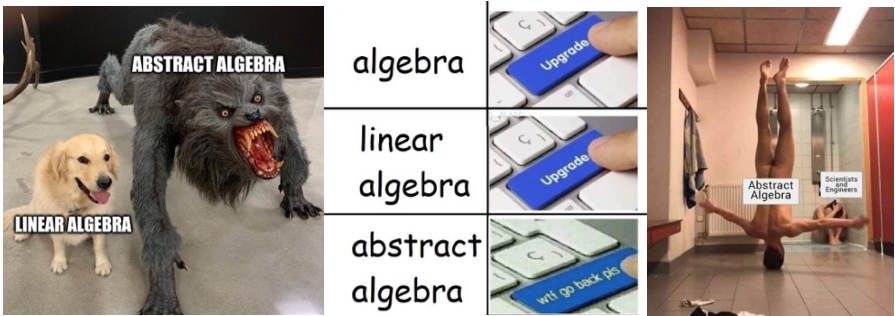 ABSTRACT ALGEBRA
LINEAR ALGEBRA
algebra
Upgrade
linear
algebra
Upgrade
abstract
algebra
wtf go back pls
Abstract
Algebra
Scientists
and
Engineers